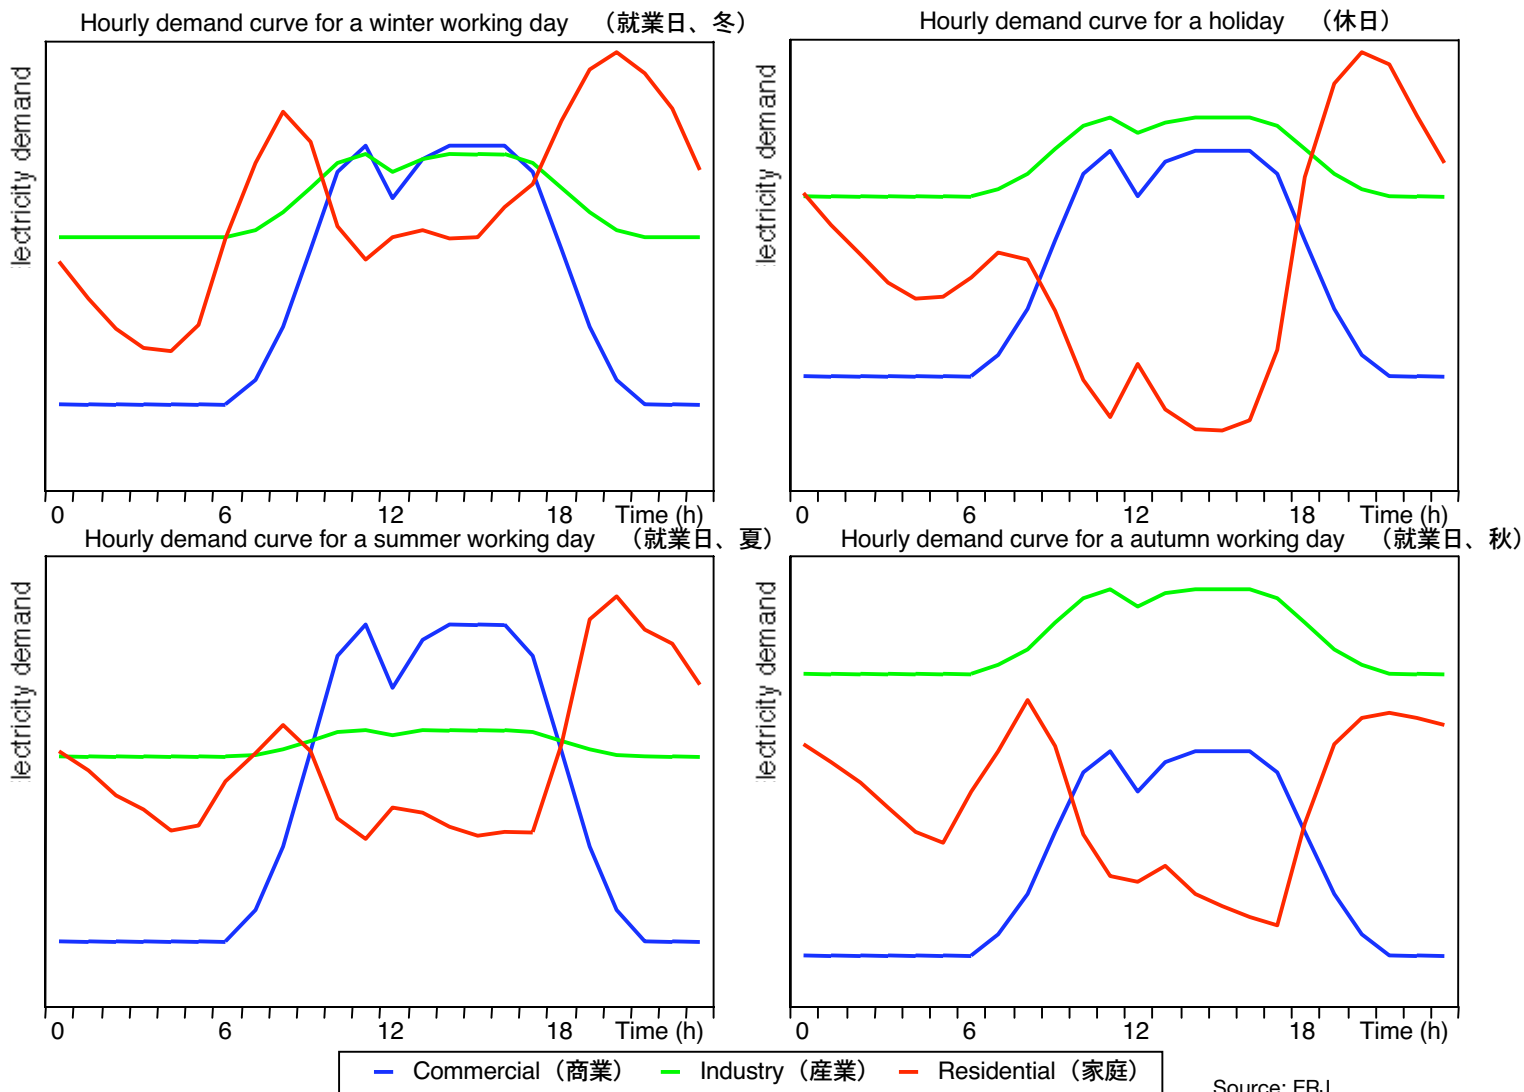 Hourly demand curve for a winter working day （就業日、冬）
Hourly demand curve for a holiday （休日）
lectricity demand
lectricity demand
0 6 12 18 Time (h)
0 6 12 18 Time (h)
Hourly demand curve for a summer working day （就業日、夏）
Hourly demand curve for a autumn working day （就業日、秋）
lectricity demand
lectricity demand
0 6 12 18 Time (h)
0 6 12 18 Time (h)
Commercial（商業） Industry（産業） Residential（家庭）
Source: FRJ